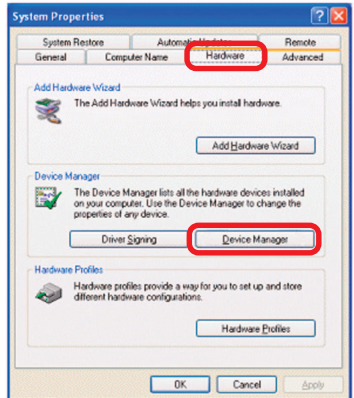 System Properties
System Restore
Automatic Updates
Remote
General
Computer Name
Hardware
Advanced
Add Hardware Wizard
The Add Hardware Wizard helps you install hardware.
Add Hardware Wizard
Device Manager
The Device Manager lists all the hardware devices installed
on your computer. Use the Device Manager to change the
properties of any device.
Driver Signing
Device Manager
Hardware Profiles
Hardware profiles provide a way for you to set up and store
different hardware configurations.
Hardware Profiles
OK
Cancel
Apply